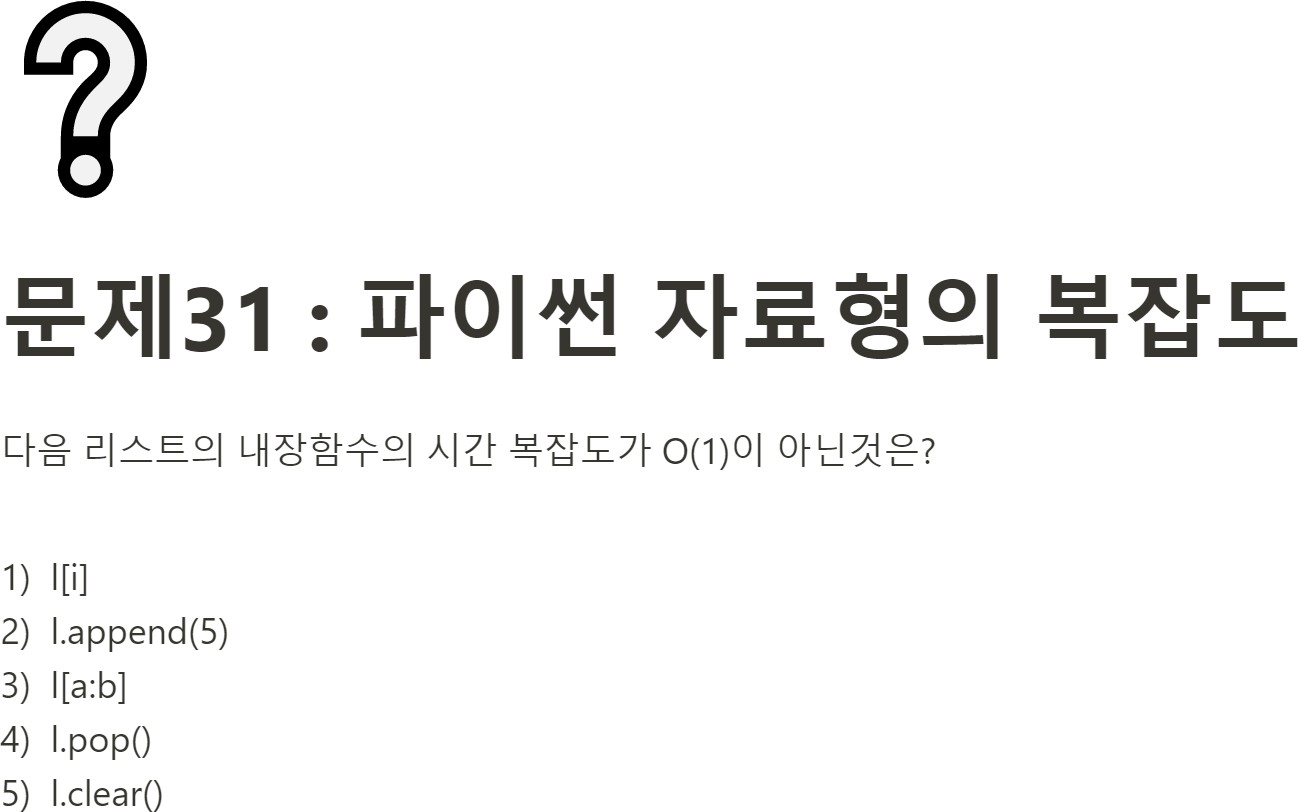 문제31 : 파이썬 자료형의 복잡도
다음 리스트의 내장함수의 시간 복잡도가 O(1)이 아닌것은?
1) l[i]
2) l.append(5)
3) l[a:b]
4) l.pop()
5) l.clear()